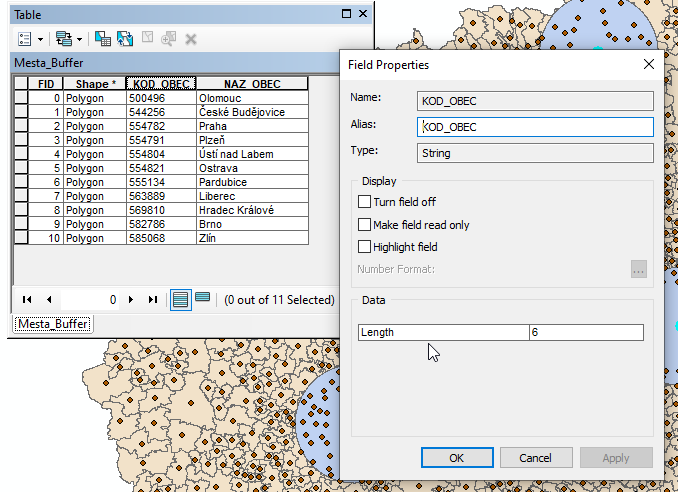 Table
Mesta_Buffer
FID Shape * KOD_OBEC NAZ_OBEC
0 Polygon 500496 Olomouc
1 Polygon 544256 České Budějovice
2 Polygon 554782 Praha
3 Polygon 554791 Plzeň
4 Polygon 554804 Ústí nad Labem
5 Polygon 554821 Ostrava
6 Polygon 555134 Pardubice
7 Polygon 563889 Liberec
8 Polygon 569810 Hradec Králové
9 Polygon 582786 Brno
10 Polygon 585068 Zlín
0 (0 out of 11 Selected)
Mesta_Buffer
Field Properties
Name: KOD_OBEC
Alias: KOD_OBEC
Type: String
Display
Turn field off
Make field read only
Highlight field
Number Format: ...
Data
Length 6
OK Cancel Apply